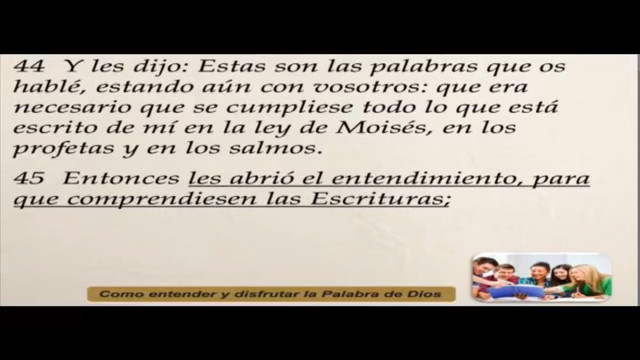 44 Y les dijo: Estas son las palabras que os
hablé, estando aún con vosotros: que era
necesario que se cumpliese todo lo que está
escrito de mí en la ley de Moisés, en los
profetas y en los salmos.
45 Entonces les abrió el entendimiento, para
que comprendiesen las Escrituras;
Como entender y disfrutar la Palabra de Dios